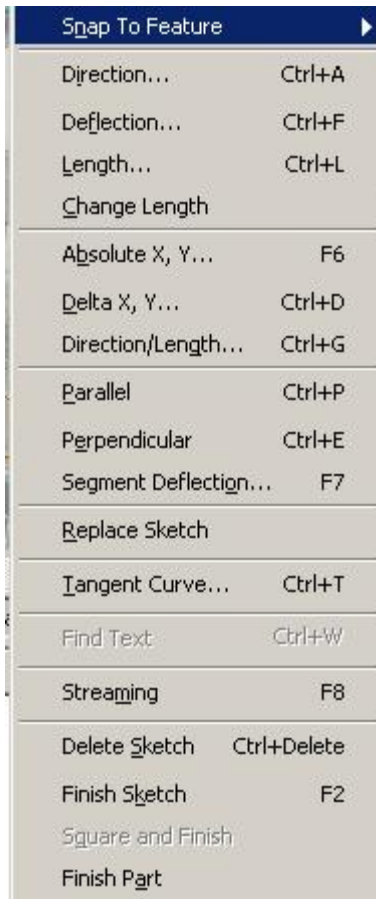 Snap To Feature
Direction... Ctrl+A
Deflection... Ctrl+F
Length... Ctrl+L
Change Length
Absolute X, Y... F6
Delta X, Y... Ctrl+D
Direction/Length... Ctrl+G
Parallel Ctrl+P
Perpendicular Ctrl+E
Segment Deflection... F7
Replace Sketch
Tangent Curve... Ctrl+T
Find Text Ctrl+W
Streaming F8
Delete Sketch Ctrl+Delete
Finish Sketch F2
Square and Finish
Finish Part